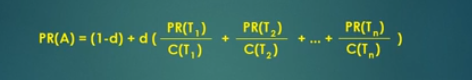 PR(A) = (1-d) + d ( PR(T₁)/C(T₁) + PR(T₂)/C(T₂) + ... + PR(Tₙ)/C(Tₙ) )